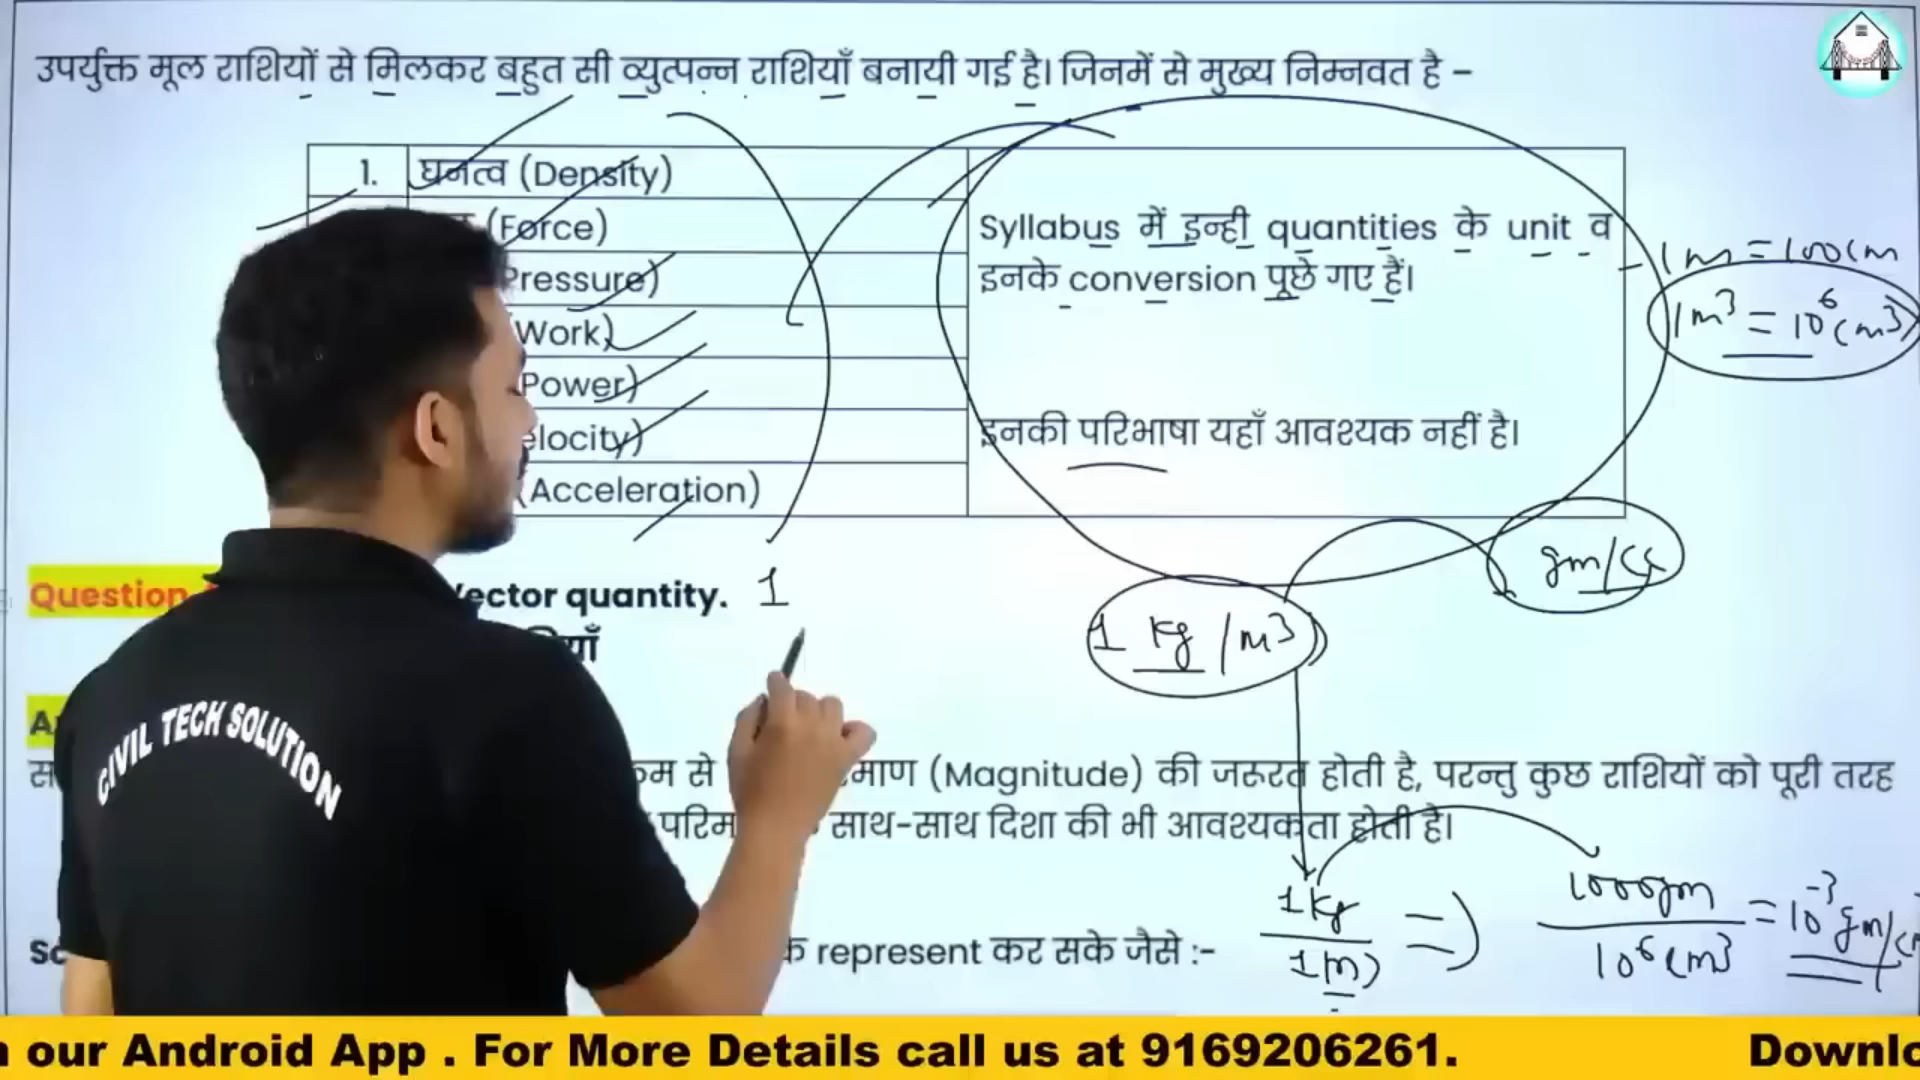 उपर्युक्त मूल राशियों से मिलकर बहुत सी व्युत्पन्न राशियाँ बनायी गई है। जिनमें से मुख्य निम्नवत है –
1. घनत्व (Density)
(Force)
Pressure)
Work)
Power)
elocity)
(Acceleration)
Syllabus में इन्ही quantities के unit व
इनके conversion पूछे गए हैं।
इनकी परिभाषा यहाँ आवश्यक नहीं है।
1m = 100cm
1m³ = 10⁶cm³
gm/cc
1 kg/m³
Question
Vector quantity. 1
माण (Magnitude) की जरूरत होती है, परन्तु कुछ राशियों को पूरी तरह
परिम साथ-साथ दिशा की भी आवश्यकता होती है।
represent कर सके जैसे :-
1kg
1m³
=)
1000gm
10⁶cm³
= 10⁻³gm/c
CIVIL TECH SOLUTION
our Android App . For More Details call us at 9169206261.
Downlo